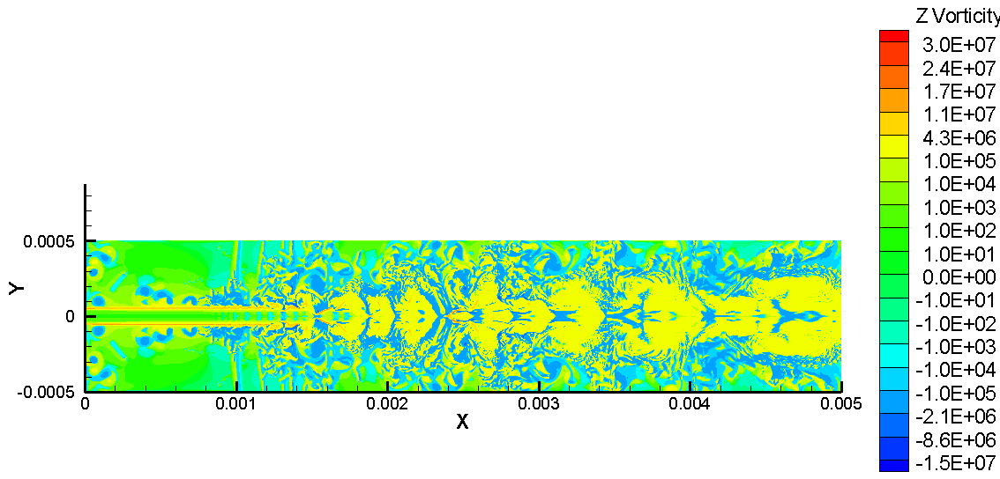 Z Vorticity
3.0E+07
2.4E+07
1.7E+07
1.1E+07
4.3E+06
1.0E+05
1.0E+04
1.0E+03
1.0E+02
1.0E+01
0.0E+00
-1.0E+01
-1.0E+02
-1.0E+03
-1.0E+04
-1.0E+05
-2.1E+06
-8.6E+06
-1.5E+07
Y
0.0005
0
-0.0005
0 0.001 0.002 0.003 0.004 0.005
X